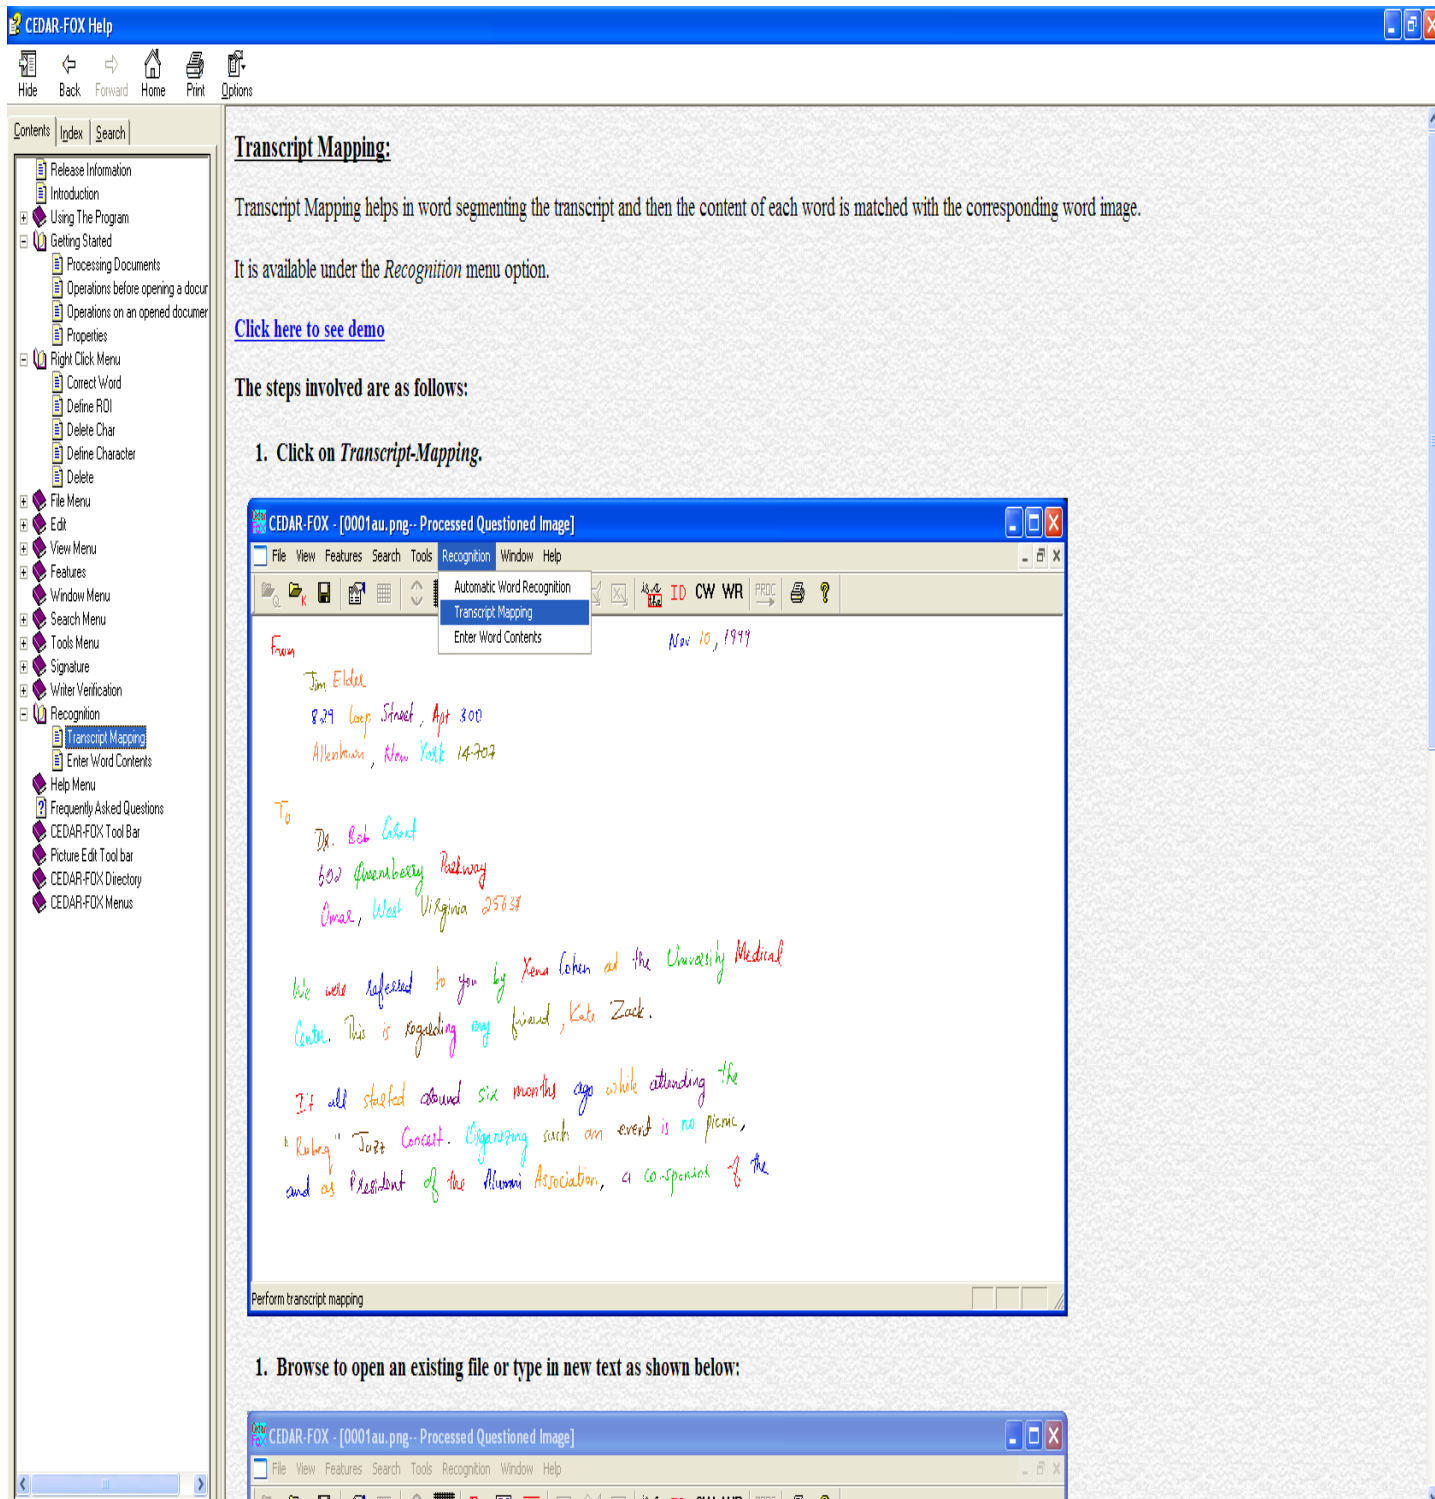 CEDAR-FOX Help
Hide Back Forward Home Print Options
Contents Index Search
Release Information
Introduction
Using The Program
Getting Started
Processing Documents
Operations before opening a docur
Operations on an opened documer
Properties
Right Click Menu
Correct Word
Define ROI
Delete Char
Define Character
Delete
File Menu
Edit
View Menu
Features
Window Menu
Search Menu
Tools Menu
Signature
Writer Verification
Recognition
Transcript Mapping
Enter Word Contents
Help Menu
Frequently Asked Questions
CEDAR-FOX Tool Bar
Picture Edit Tool bar
CEDAR-FOX Directory
CEDAR-FOX Menus
Transcript Mapping:
Transcript Mapping helps in word segmenting the transcript and then the content of each word is matched with the corresponding word image.
It is available under the Recognition menu option.
Click here to see demo
The steps involved are as follows:
1. Click on Transcript-Mapping.
CEDAR-FOX - [0001au.png-- Processed Questioned Image]
File View Features Search Tools Recognition Window Help
Automatic Word Recognition
Transcript Mapping
Enter Word Contents
is a the ID CW WR PROC
From Nov 10, 1999
Jim Elder
829 Loop Street, Apt 300
Allentown, New York 14707
To
Dr. Bob Grant
602 Queensberry Parkway
Omar, West Virginia 25638
We were referred to you by Xena Cohen at the University Medical
Center. This is regarding my friend, Kate Zack.
It all started around six months ago while attending the
"Rubeq" Jazz Concert. Organizing such an event is no picnic,
and as President of the Alumni Association, a co-sponsor of the
Perform transcript mapping
1. Browse to open an existing file or type in new text as shown below:
CEDAR-FOX - [0001au.png-- Processed Questioned Image]
File View Features Search Tools Recognition Window Help